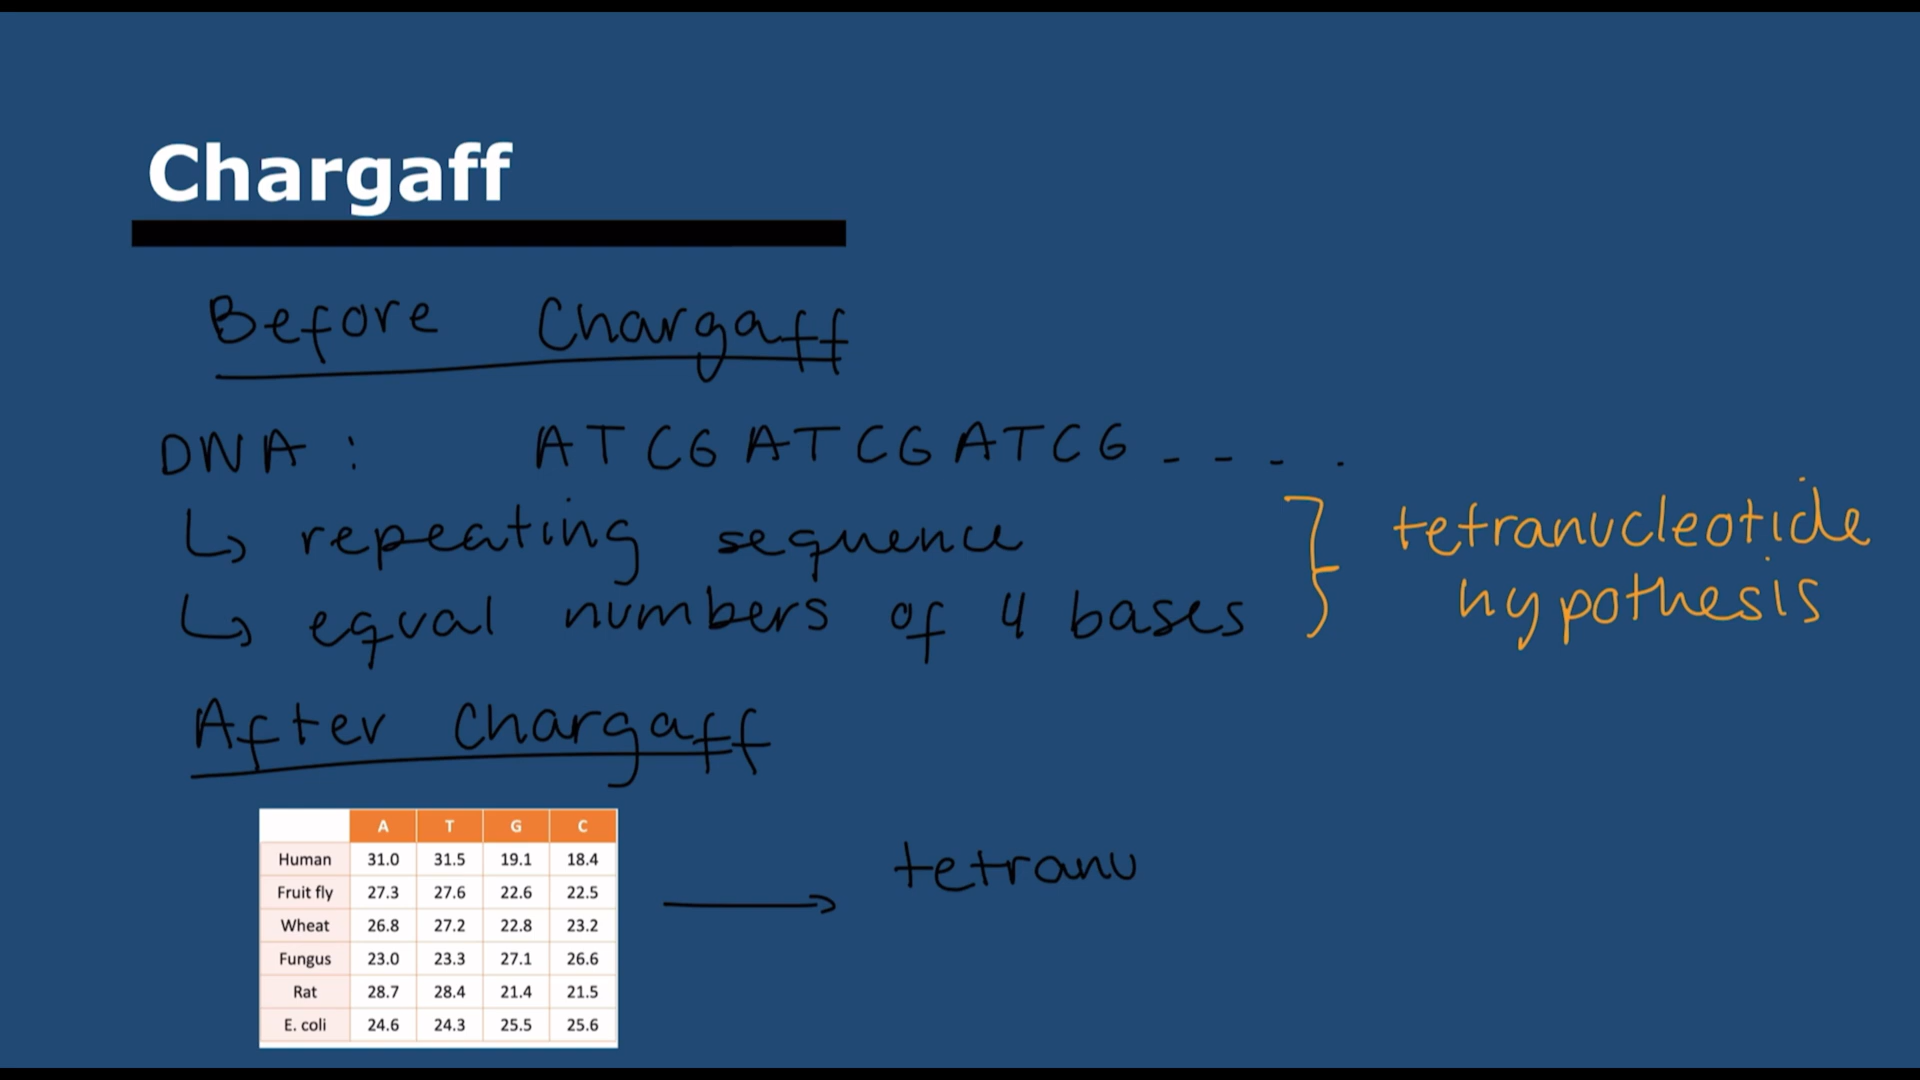 Chargaff
Before Chargaff
DNA : ATCGATCGATCG - - - .
↳ repeating sequence
↳ equal numbers of 4 bases
} tetranucleotide
hypothesis
After Chargaff
A T G C
Human 31.0 31.5 19.1 18.4
Fruit fly 27.3 27.6 22.6 22.5
Wheat 26.8 27.2 22.8 23.2
Fungus 23.0 23.3 27.1 26.6
Rat 28.7 28.4 21.4 21.5
E. coli 24.6 24.3 25.5 25.6
→ tetranu